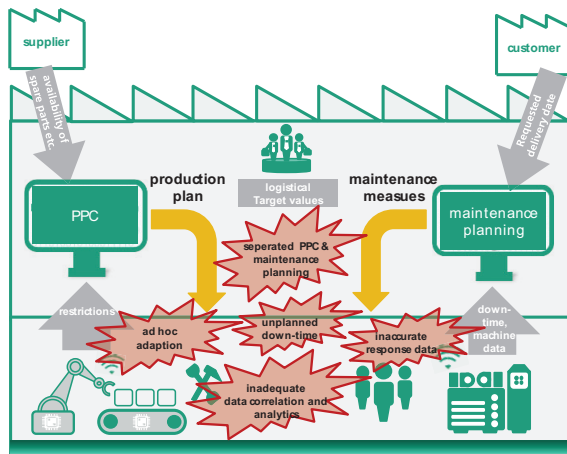 supplier
customer
availability of
spare parts etc.
Requested
delivery date
production
plan
logistical
Target values
maintenance
measues
PPC
maintenance
planning
seperated PPC &
maintenance
planning
restrictions
ad hoc
adaption
unplanned
down-time
inaccurate
response data
down-
time,
machine
data
inadequate
data correlation and
analytics